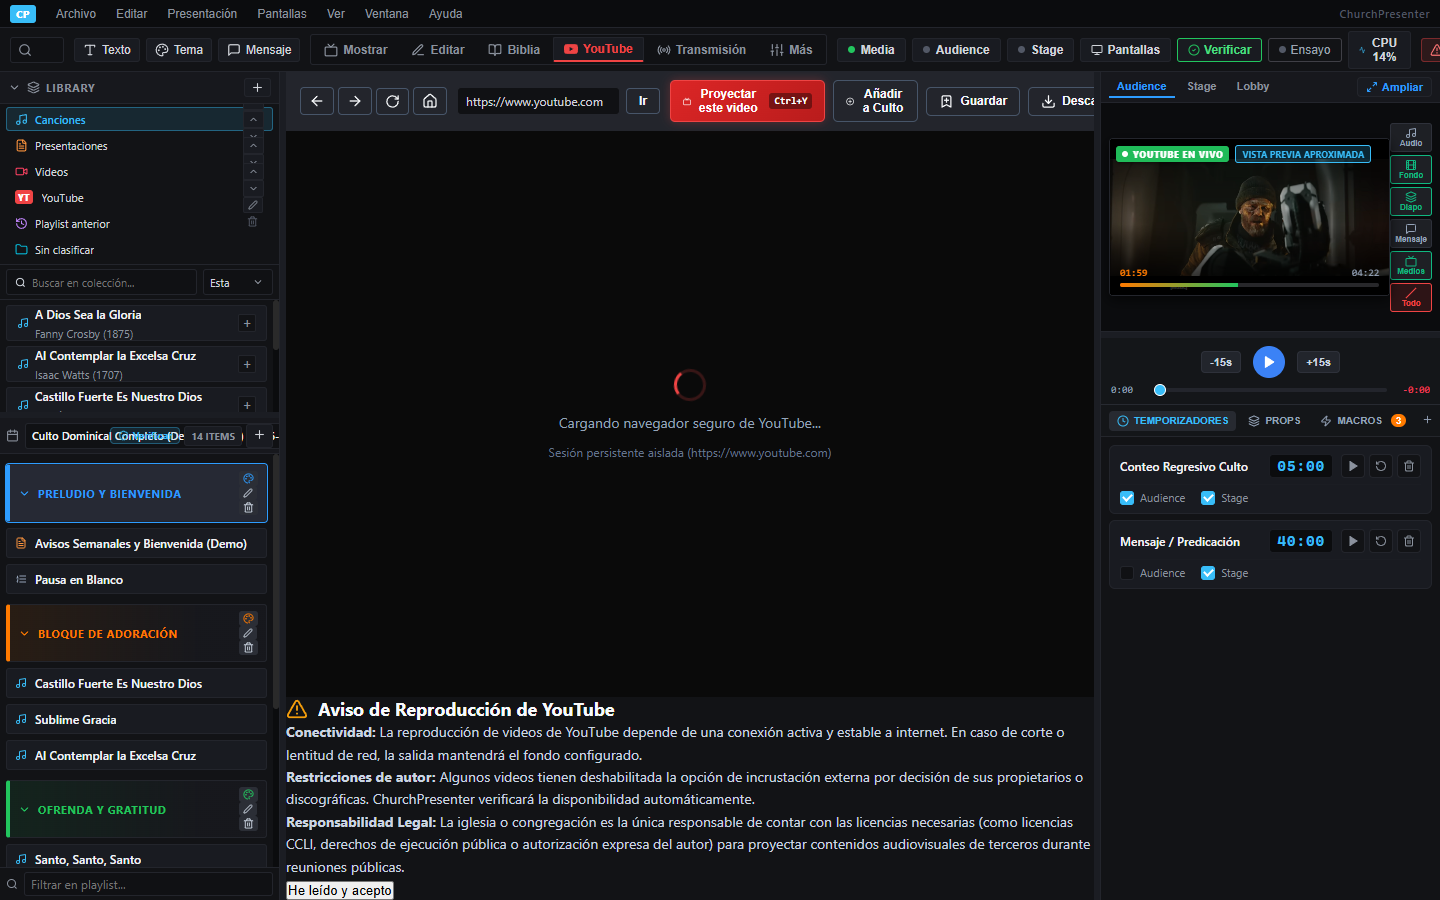 CP Archivo Editar Presentación Pantallas Ver Ventana Ayuda ChurchPresenter
Texto Tema Mensaje Mostrar Editar Biblia YouTube Transmisión Más Media Audience Stage Pantallas Verificar Ensayo CPU 14%
LIBRARY
Canciones
Presentaciones
Videos
YT YouTube
Playlist anterior
Sin clasificar
Buscar en colección... Esta
A Dios Sea la Gloria
Fanny Crosby (1875)
Al Contemplar la Excelsa Cruz
Isaac Watts (1707)
Castillo Fuerte Es Nuestro Dios
Culto Dominical Completo (De 14 ITEMS
PRELUDIO Y BIENVENIDA
Avisos Semanales y Bienvenida (Demo)
Pausa en Blanco
BLOQUE DE ADORACIÓN
Castillo Fuerte Es Nuestro Dios
Sublime Gracia
Al Contemplar la Excelsa Cruz
OFRENDA Y GRATITUD
Santo, Santo, Santo
Filtrar en playlist...
https://www.youtube.com Ir
Proyectar este video Ctrl+Y
Añadir a Culto
Guardar
Desca
Cargando navegador seguro de YouTube...
Sesión persistente aislada (https://www.youtube.com)
Aviso de Reproducción de YouTube
Conectividad: La reproducción de videos de YouTube depende de una conexión activa y estable a internet. En caso de corte o
lentitud de red, la salida mantendrá el fondo configurado.
Restricciones de autor: Algunos videos tienen deshabilitada la opción de incrustación externa por decisión de sus propietarios o
discográficas. ChurchPresenter verificará la disponibilidad automáticamente.
Responsabilidad Legal: La iglesia o congregación es la única responsable de contar con las licencias necesarias (como licencias
CCLI, derechos de ejecución pública o autorización expresa del autor) para proyectar contenidos audiovisuales de terceros durante
reuniones públicas.
He leído y acepto
Audience Stage Lobby Ampliar
YOUTUBE EN VIVO VISTA PREVIA APROXIMADA
01:59 04:22
Audio
Fondo
Diapo
Mensaje
Medios
Todo
-15s +15s
0:00 -0:00
TEMPORIZADORES PROPS MACROS 3 +
Conteo Regresivo Culto 05:00
Audience Stage
Mensaje / Predicación 40:00
Audience Stage